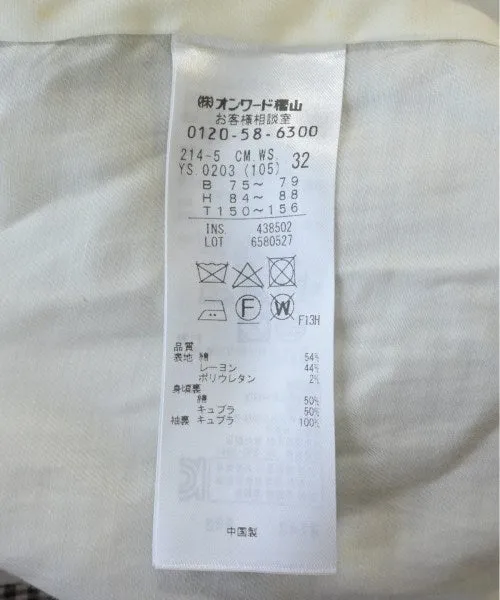 ㈱オンワード樫山
お客様相談室
0120-58-6300
214-5 CM.WS. 32
YS.0203 (105)
B 75～ 79
H 84～ 88
T150～156
INS. 438502
LOT 6580527
F
W
F13H
品質
表地 綿 54%
レーヨン 44%
ポリウレタン 2%
身頃裏
綿 50%
キュプラ 50%
袖裏 キュプラ 100%
中国製